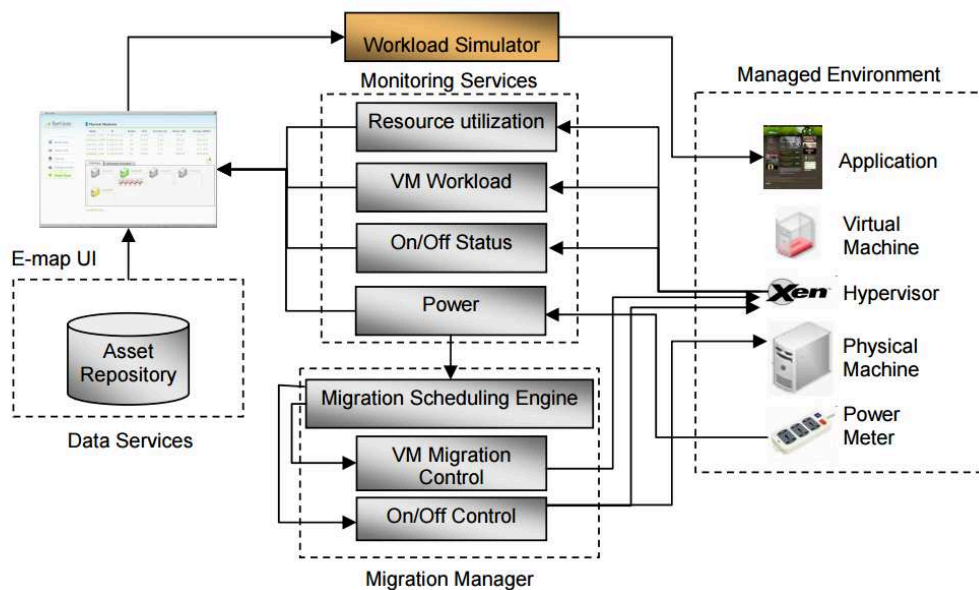 Workload Simulator
Monitoring Services
Managed Environment
Resource utilization
VM Workload
On/Off Status
Power
E-map UI
Asset
Repository
Data Services
Migration Scheduling Engine
VM Migration
Control
On/Off Control
Migration Manager
Application
Virtual
Machine
Xen
Hypervisor
Physical
Machine
Power
Meter